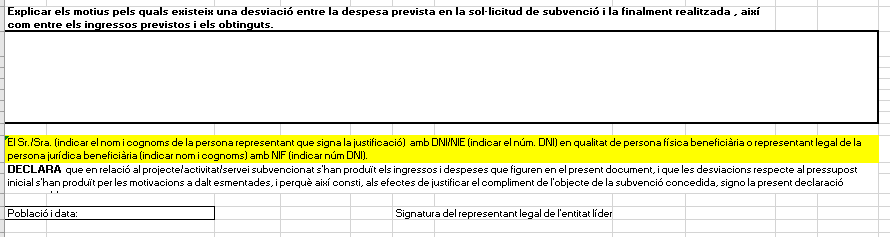 Explicar els motius pels quals existeix una desviació entre la despesa prevista en la sol·licitud de subvenció i la finalment realitzada , així
com entre els ingressos previstos i els obtinguts.
El Sr./Sra. (indicar el nom i cognoms de la persona representant que signa la justificació)  amb DNI/NIE (indicar el núm. DNI) en qualitat de persona física beneficiària o representant legal de la
persona jurídica beneficiària (indicar nom i cognoms) amb NIF (indicar núm DNI).
DECLARA  que en relació al projecte/activitat/servei subvencionat s'han produït els ingressos i despeses que figuren en el present document, i que les desviacions respecte al pressupost
inicial s'han produït per les motivacions a dalt esmentades, i perquè així consti, als efectes de justificar el compliment de l'objecte de la subvenció concedida, signo la present declaració
Població i data:
Signatura del representant legal de l'entitat líder